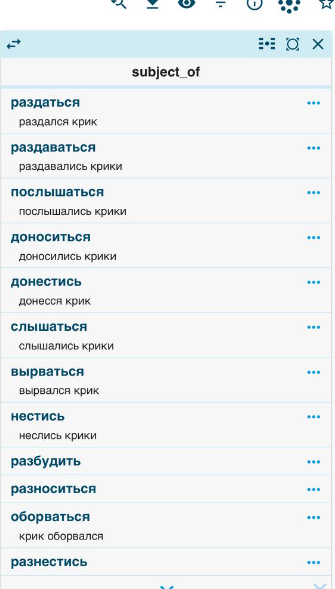 subject_of
раздаться
раздался крик
раздаваться
раздавались крики
послышаться
послышались крики
доноситься
доносились крики
донестись
донесся крик
слышаться
слышались крики
вырваться
вырвался крик
нестись
неслись крики
разбудить
разноситься
оборваться
крик оборвался
разнестись